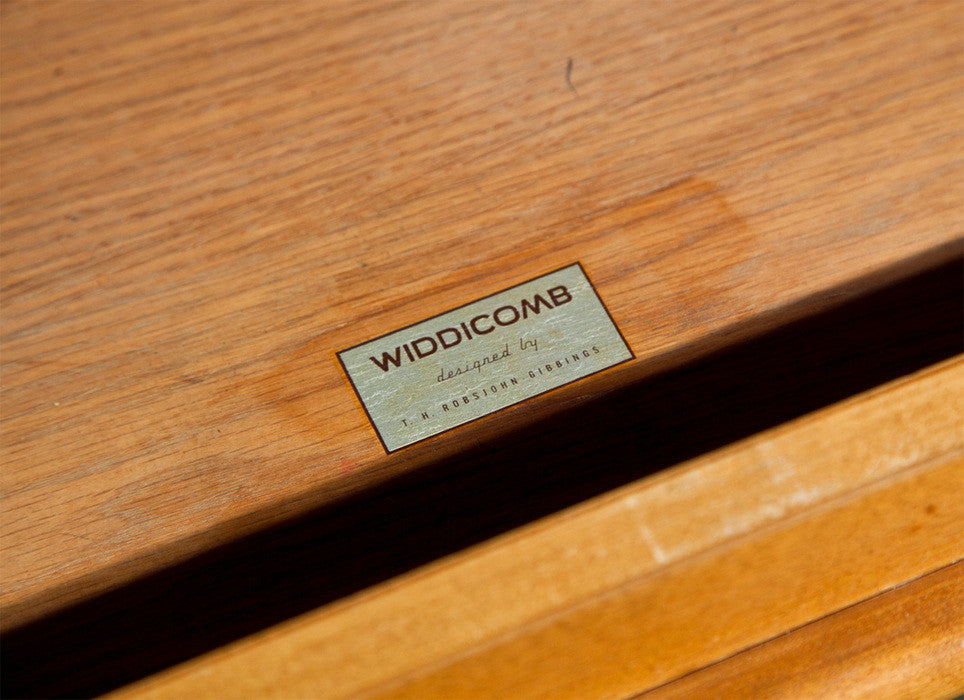 WIDDICOMB
designed by
T. H. ROBSJOHN GIBBINGS